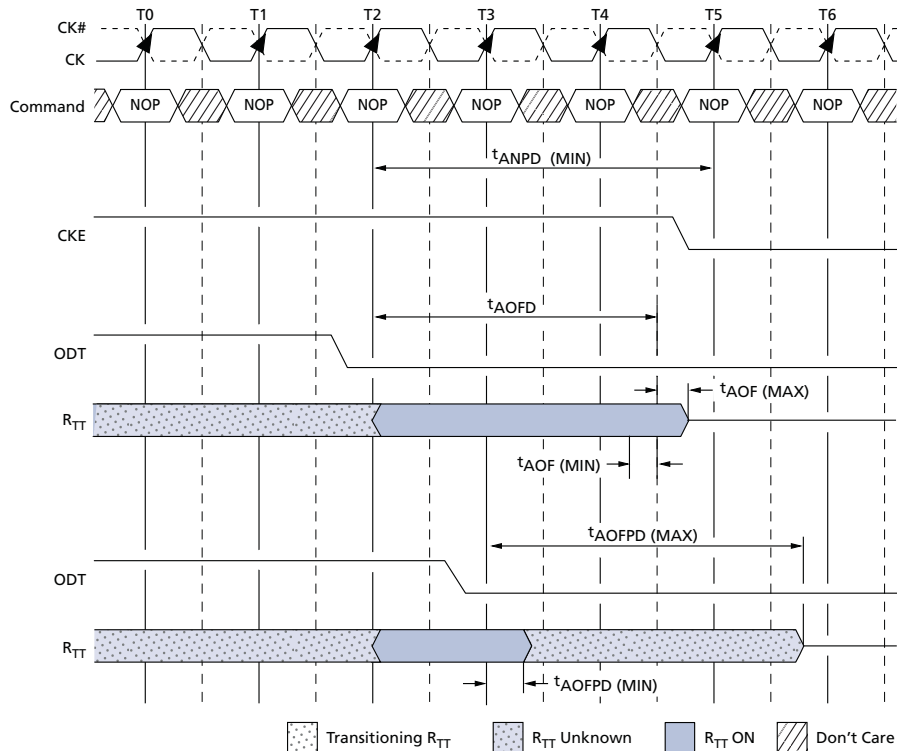 T0 T1 T2 T3 T4 T5 T6
CK#
CK
Command NOP NOP NOP NOP NOP NOP NOP
tANPD (MIN)
CKE
tAOFD
ODT
tAOF (MAX)
RTT
tAOF (MIN)
tAOFPD (MAX)
ODT
RTT
tAOFPD (MIN)
Transitioning RTT RTT Unknown RTT ON Don't Care